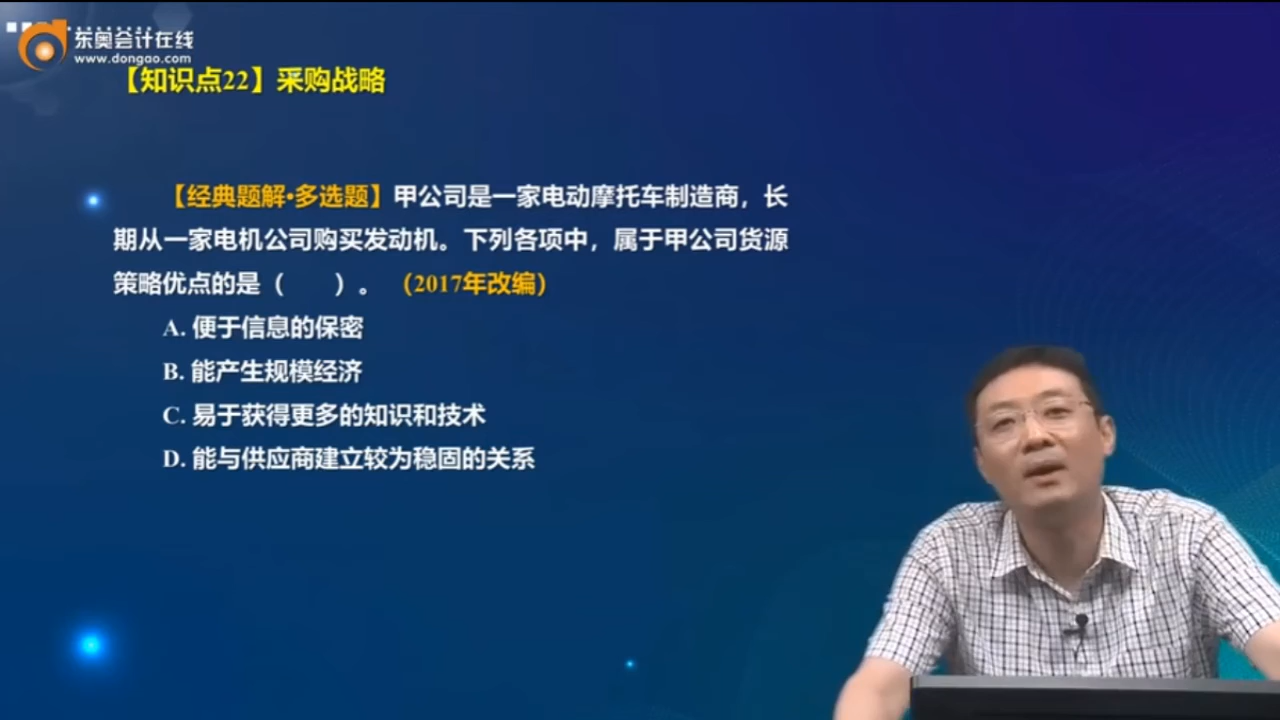 东奥会计在线
www.dongao.com
【知识点22】采购战略
【经典题解•多选题】甲公司是一家电动摩托车制造商，长
期从一家电机公司购买发动机。下列各项中，属于甲公司货源
策略优点的是（　　）。（2017年改编）
A. 便于信息的保密
B. 能产生规模经济
C. 易于获得更多的知识和技术
D. 能与供应商建立较为稳固的关系